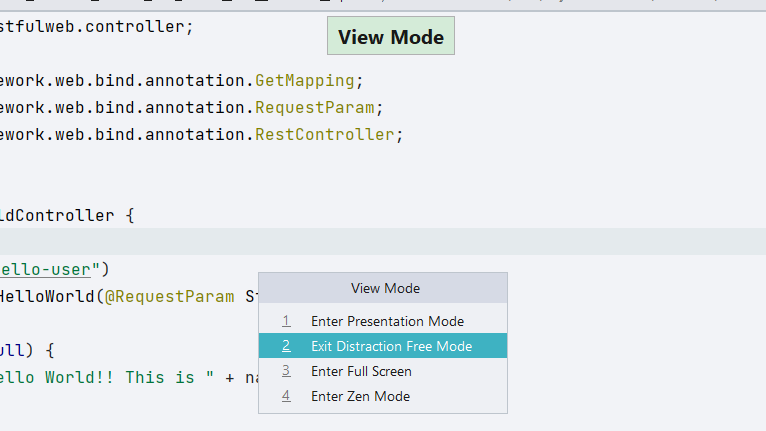 stfulweb.controller;
View Mode
ework.web.bind.annotation.GetMapping;
ework.web.bind.annotation.RequestParam;
ework.web.bind.annotation.RestController;
ldController {
ello-user")
HelloWorld(@RequestParam St
View Mode
1 Enter Presentation Mode
ull) {
2 Exit Distraction Free Mode
3 Enter Full Screen
ello World!! This is " + na
4 Enter Zen Mode